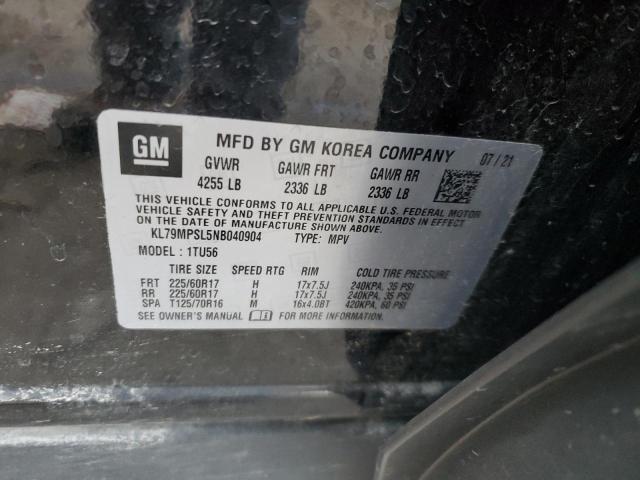 GM
MFD BY GM KOREA COMPANY 07/21
GVWR GAWR FRT GAWR RR
4255 LB 2336 LB 2336 LB
THIS VEHICLE CONFORMS TO ALL APPLICABLE U.S. FEDERAL MOTOR
VEHICLE SAFETY AND THEFT PREVENTION STANDARDS IN EFFECT
ON THE DATE OF MANUFACTURE SHOWN ABOVE.
KL79MPSL5NB040904 TYPE: MPV
MODEL : 1TU56
TIRE SIZE SPEED RTG RIM COLD TIRE PRESSURE
FRT 225/60R17 H 17x7.5J 240KPA, 35 PSI
RR 225/60R17 H 17x7.5J 240KPA, 35 PSI
SPA T125/70R16 M 16x4.0BT 420KPA, 60 PSI
SEE OWNER'S MANUAL FOR MORE INFORMATION.